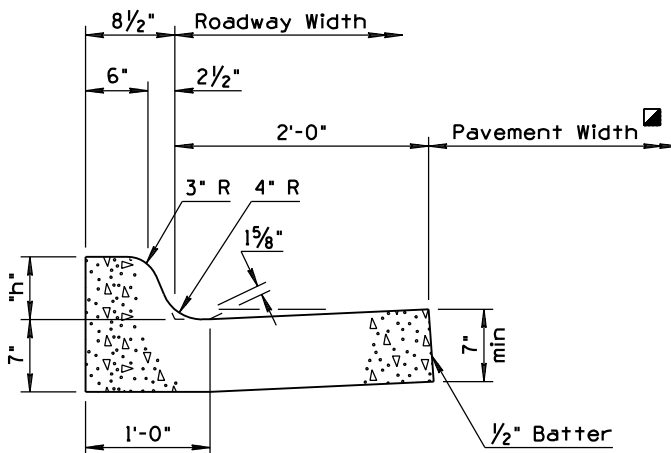 8½" Roadway Width
6" 2½"
2'-0" Pavement Width
3" R 4" R
1⅝"
"h"
7"
7" min
1'-0"
½" Batter